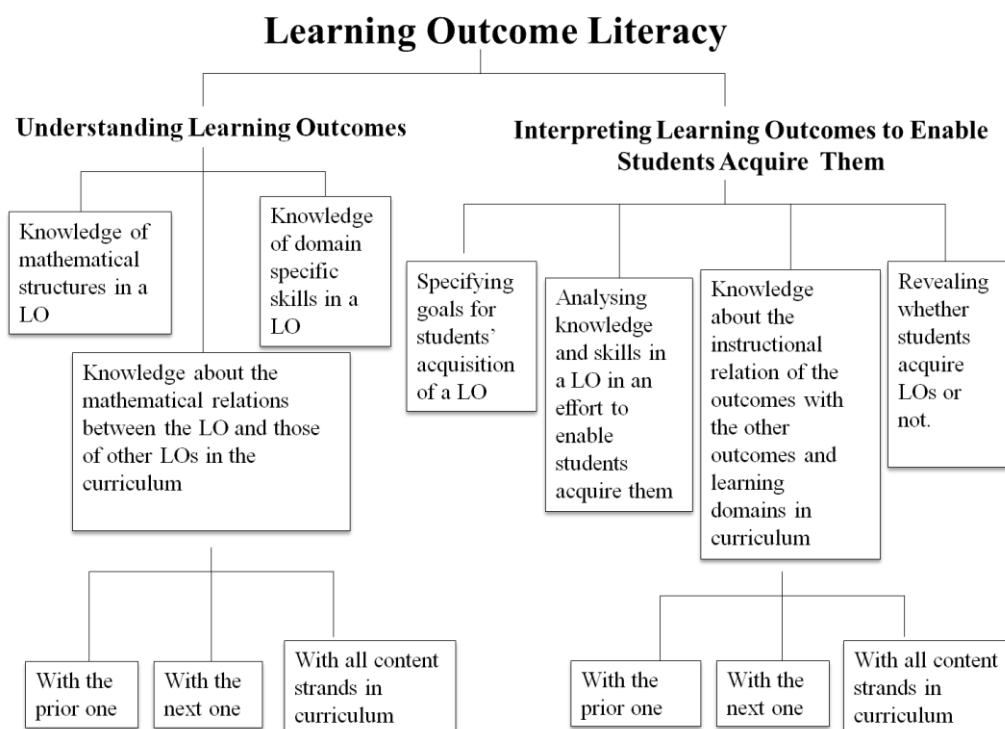 Learning Outcome Literacy
Understanding Learning Outcomes
Interpreting Learning Outcomes to Enable
Students Acquire Them
Knowledge of
mathematical
structures in a
LO
Knowledge
of domain
specific
skills in a
LO
Knowledge about the
mathematical relations
between the LO and those
of other LOs in the
curriculum
Specifying
goals for
students’
acquisition
of a LO
Analysing
knowledge
and skills in
a LO in an
effort to
enable
students
acquire them
Knowledge
about the
instructional
relation of the
outcomes with
the other
outcomes and
learning
domains in
curriculum
Revealing
whether
students
acquire
LOs or
not.
With the
prior one
With the
next one
With all content
strands in
curriculum
With the
prior one
With the
next one
With all content
strands in
curriculum